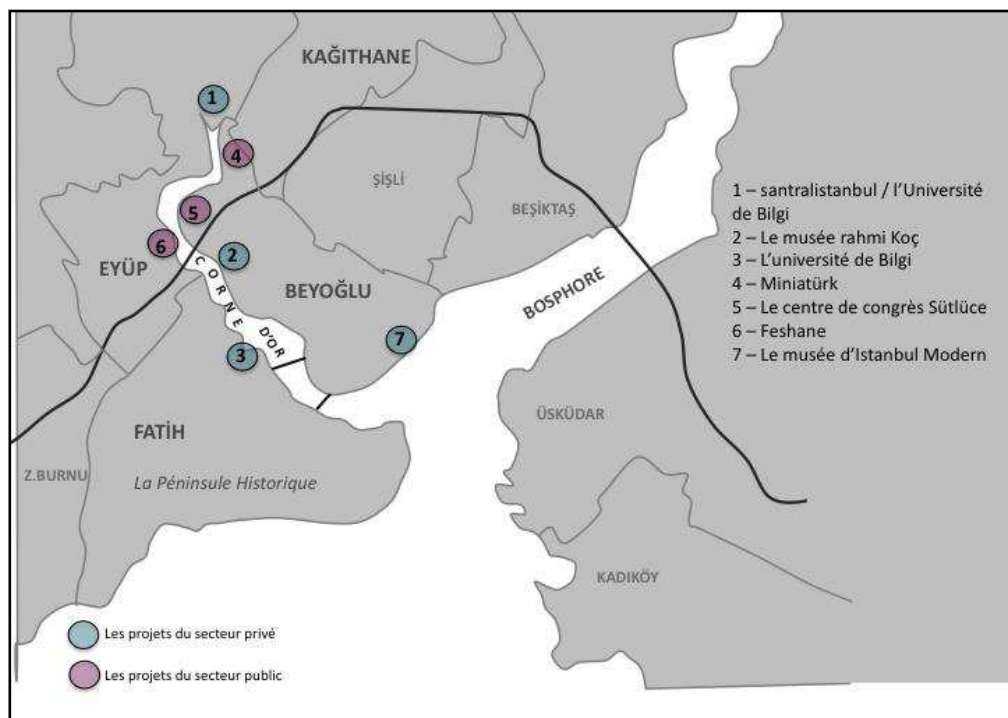 KAĞITHANE
1
4
ŞİŞLİ
5
BEŞİKTAŞ
6
2
EYÜP
CORNE D'OR
BEYOĞLU
BOSPHORE
7
3
1 – santralistanbul / l'Université
de Bilgi
2 – Le musée rahmi Koç
3 – L'université de Bilgi
4 – Miniatürk
5 – Le centre de congrès Sütlüce
6 – Feshane
7 – Le musée d'Istanbul Modern
ÜSKÜDAR
FATİH
Z.BURNU
La Péninsule Historique
KADIKÖY
Les projets du secteur privé
Les projets du secteur public